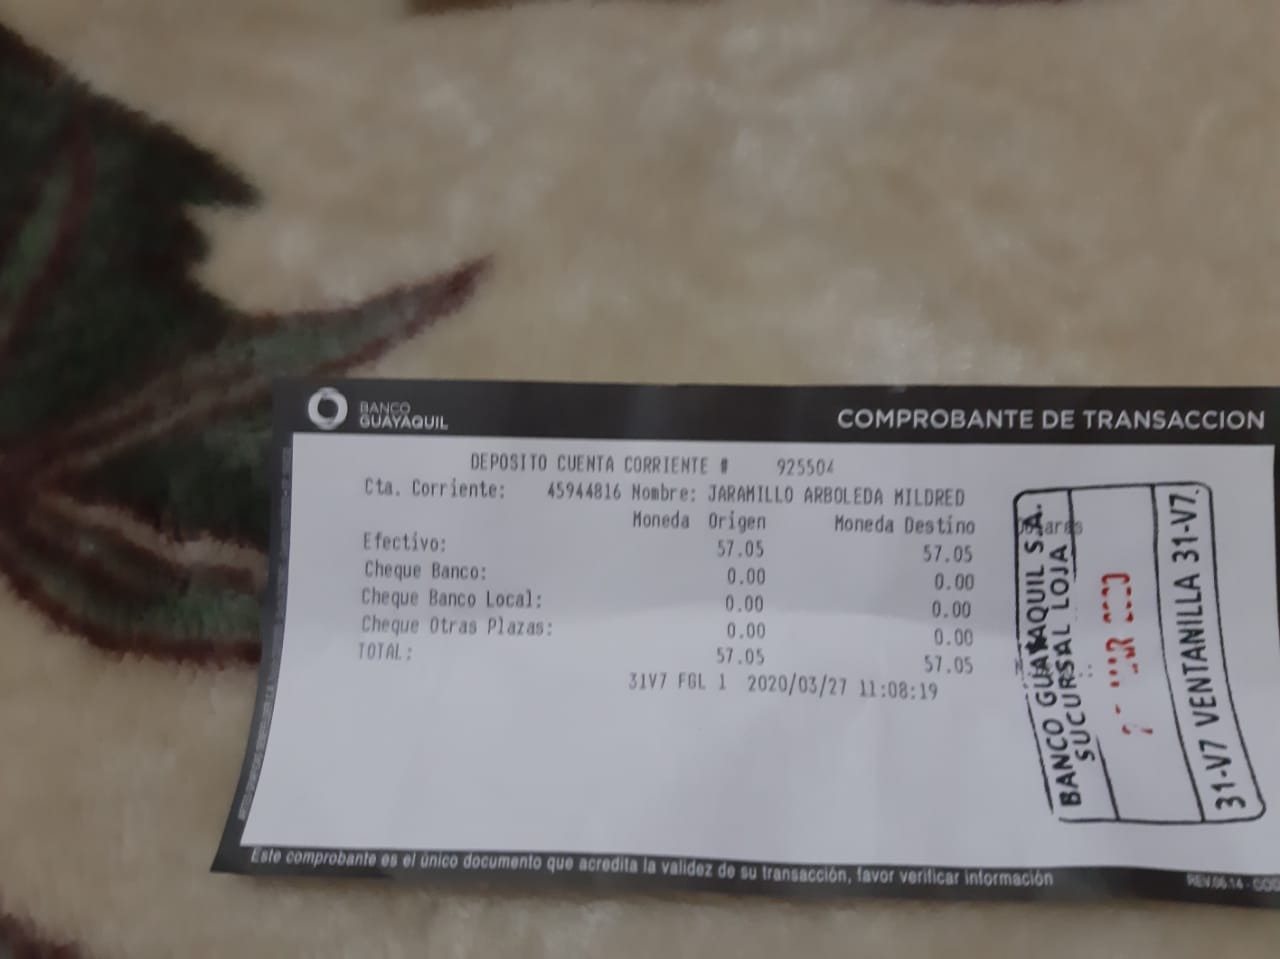 BANCO
GUAYAQUIL
COMPROBANTE DE TRANSACCION
DEPOSITO CUENTA CORRIENTE # 925504
Cta. Corriente: 45944816 Nombre: JARAMILLO ARBOLEDA MILDRED
Moneda Origen Moneda Destino
Efectivo: 57.05 57.05
Cheque Banco: 0.00 0.00
Cheque Banco Local: 0.00 0.00
Cheque Otras Plazas: 0.00 0.00
TOTAL: 57.05 57.05
31V7 FGL 1 2020/03/27 11:08:19
BANCO GUAYAQUIL S.A.
SUCURSAL LOJA
31-V7 VENTANILLA 31-V7.
Este comprobante es el único documento que acredita la validez de su transacción, favor verificar información
REV.06.14 - COD